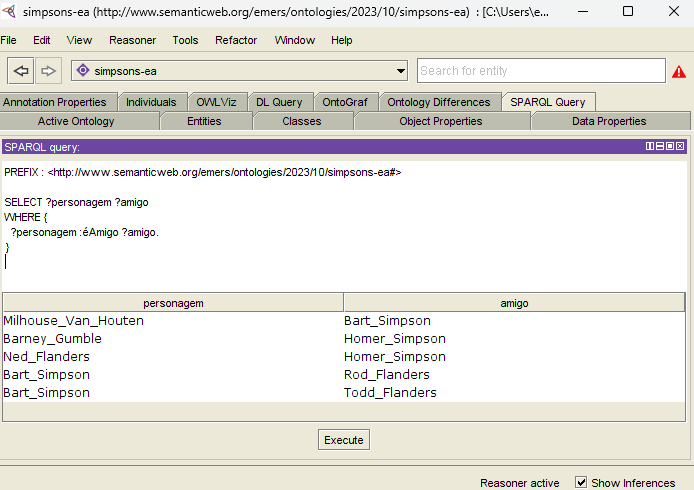 simpsons-ea (http://www.semanticweb.org/emers/ontologies/2023/10/simpsons-ea) : [C:\Users\e...
File Edit View Reasoner Tools Refactor Window Help
simpsons-ea Search for entity
Annotation Properties Individuals OWLViz DL Query OntoGraf Ontology Differences SPARQL Query
Active Ontology Entities Classes Object Properties Data Properties
SPARQL query:
PREFIX : <http://www.semanticweb.org/emers/ontologies/2023/10/simpsons-ea#>
SELECT ?personagem ?amigo
WHERE {
?personagem :éAmigo ?amigo.
}
personagem amigo
Milhouse_Van_Houten Bart_Simpson
Barney_Gumble Homer_Simpson
Ned_Flanders Homer_Simpson
Bart_Simpson Rod_Flanders
Bart_Simpson Todd_Flanders
Execute
Reasoner active Show Inferences